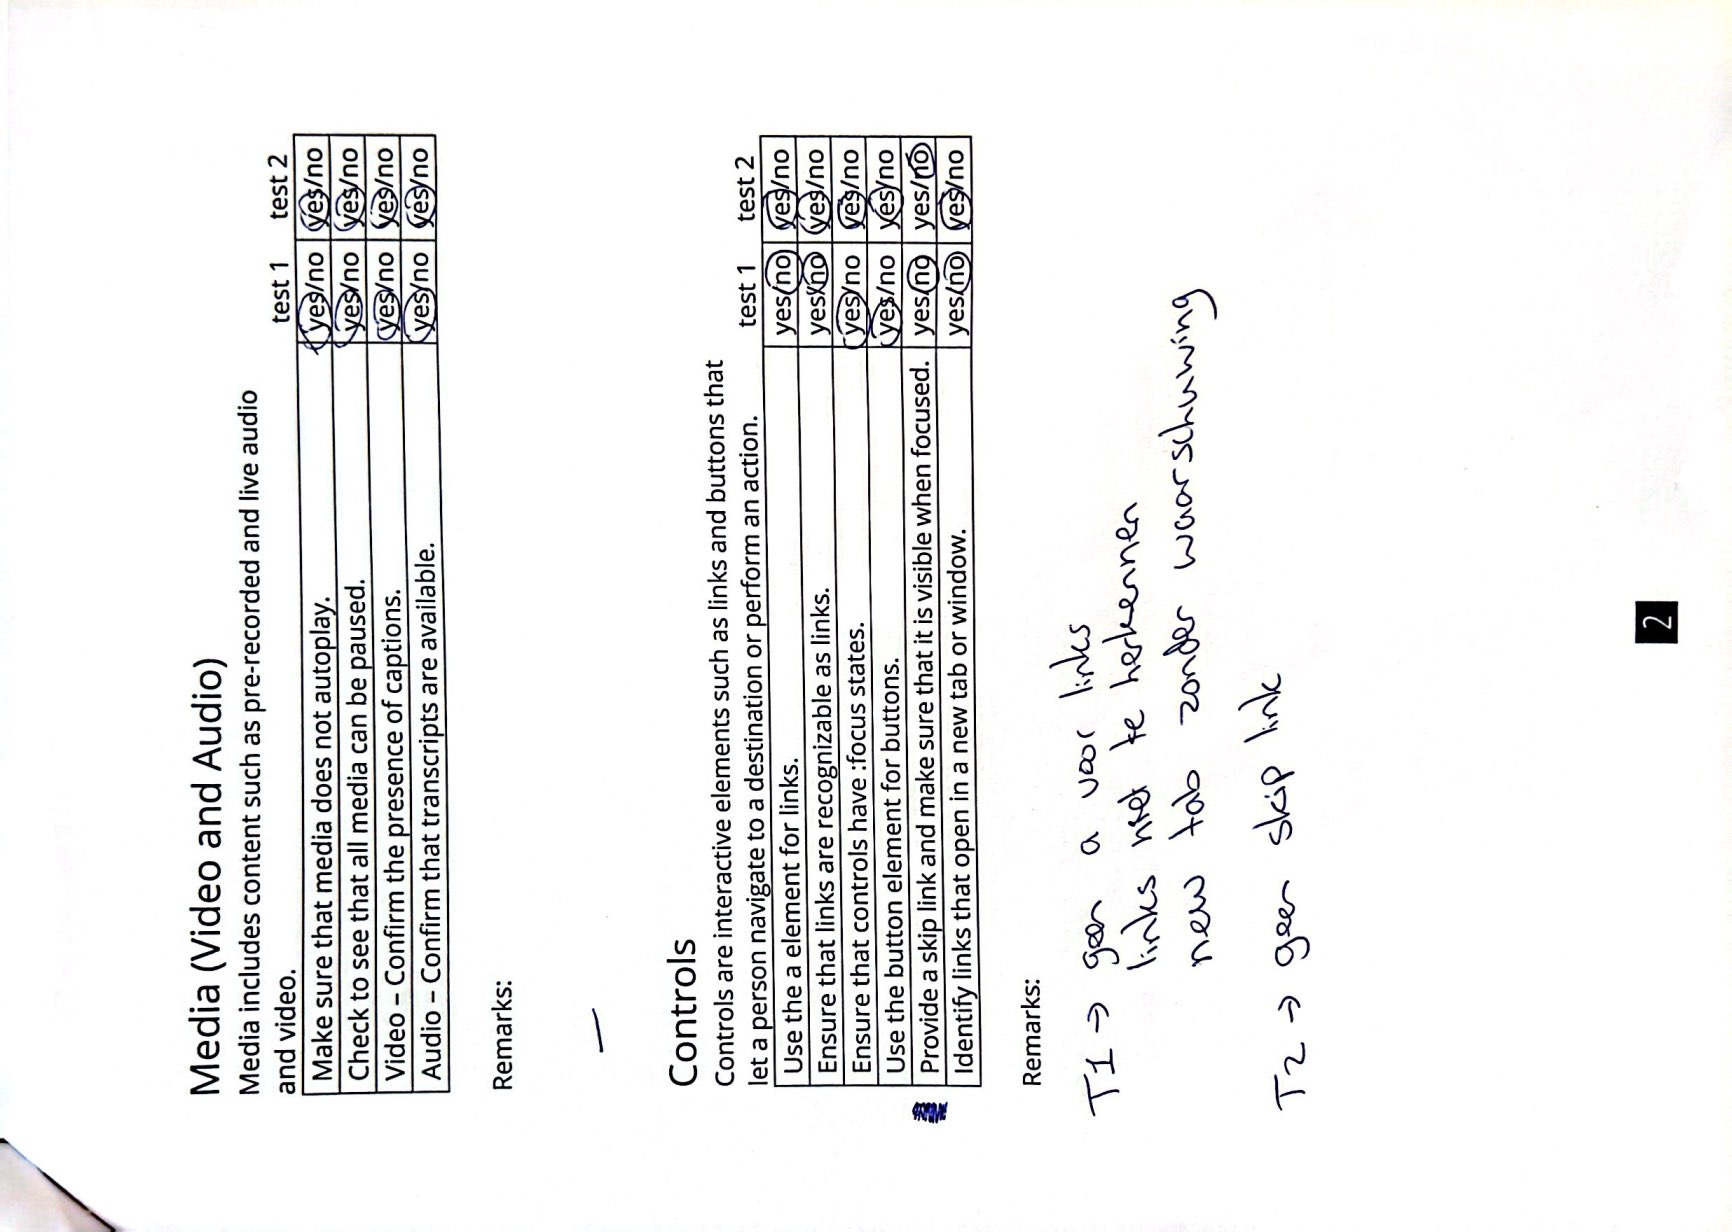 Media (Video and Audio)
Media includes content such as pre-recorded and live audio
and video. test 1 test 2
Make sure that media does not autoplay. yes/no yes/no
Check to see that all media can be paused. yes/no yes/no
Video – Confirm the presence of captions. yes/no yes/no
Audio – Confirm that transcripts are available. yes/no yes/no
Remarks:
—
Controls
Controls are interactive elements such as links and buttons that
let a person navigate to a destination or perform an action. test 1 test 2
Use the a element for links. yes/no yes/no
Ensure that links are recognizable as links. yes/no yes/no
Ensure that controls have :focus states. yes/no yes/no
Use the button element for buttons. yes/no yes/no
Provide a skip link and make sure that it is visible when focused. yes/no yes/no
Identify links that open in a new tab or window. yes/no yes/no
Remarks:
T1 → geen a voor links
links niet te herkennen
new tab zonder waarschuwing
T2 → geen skip link
2